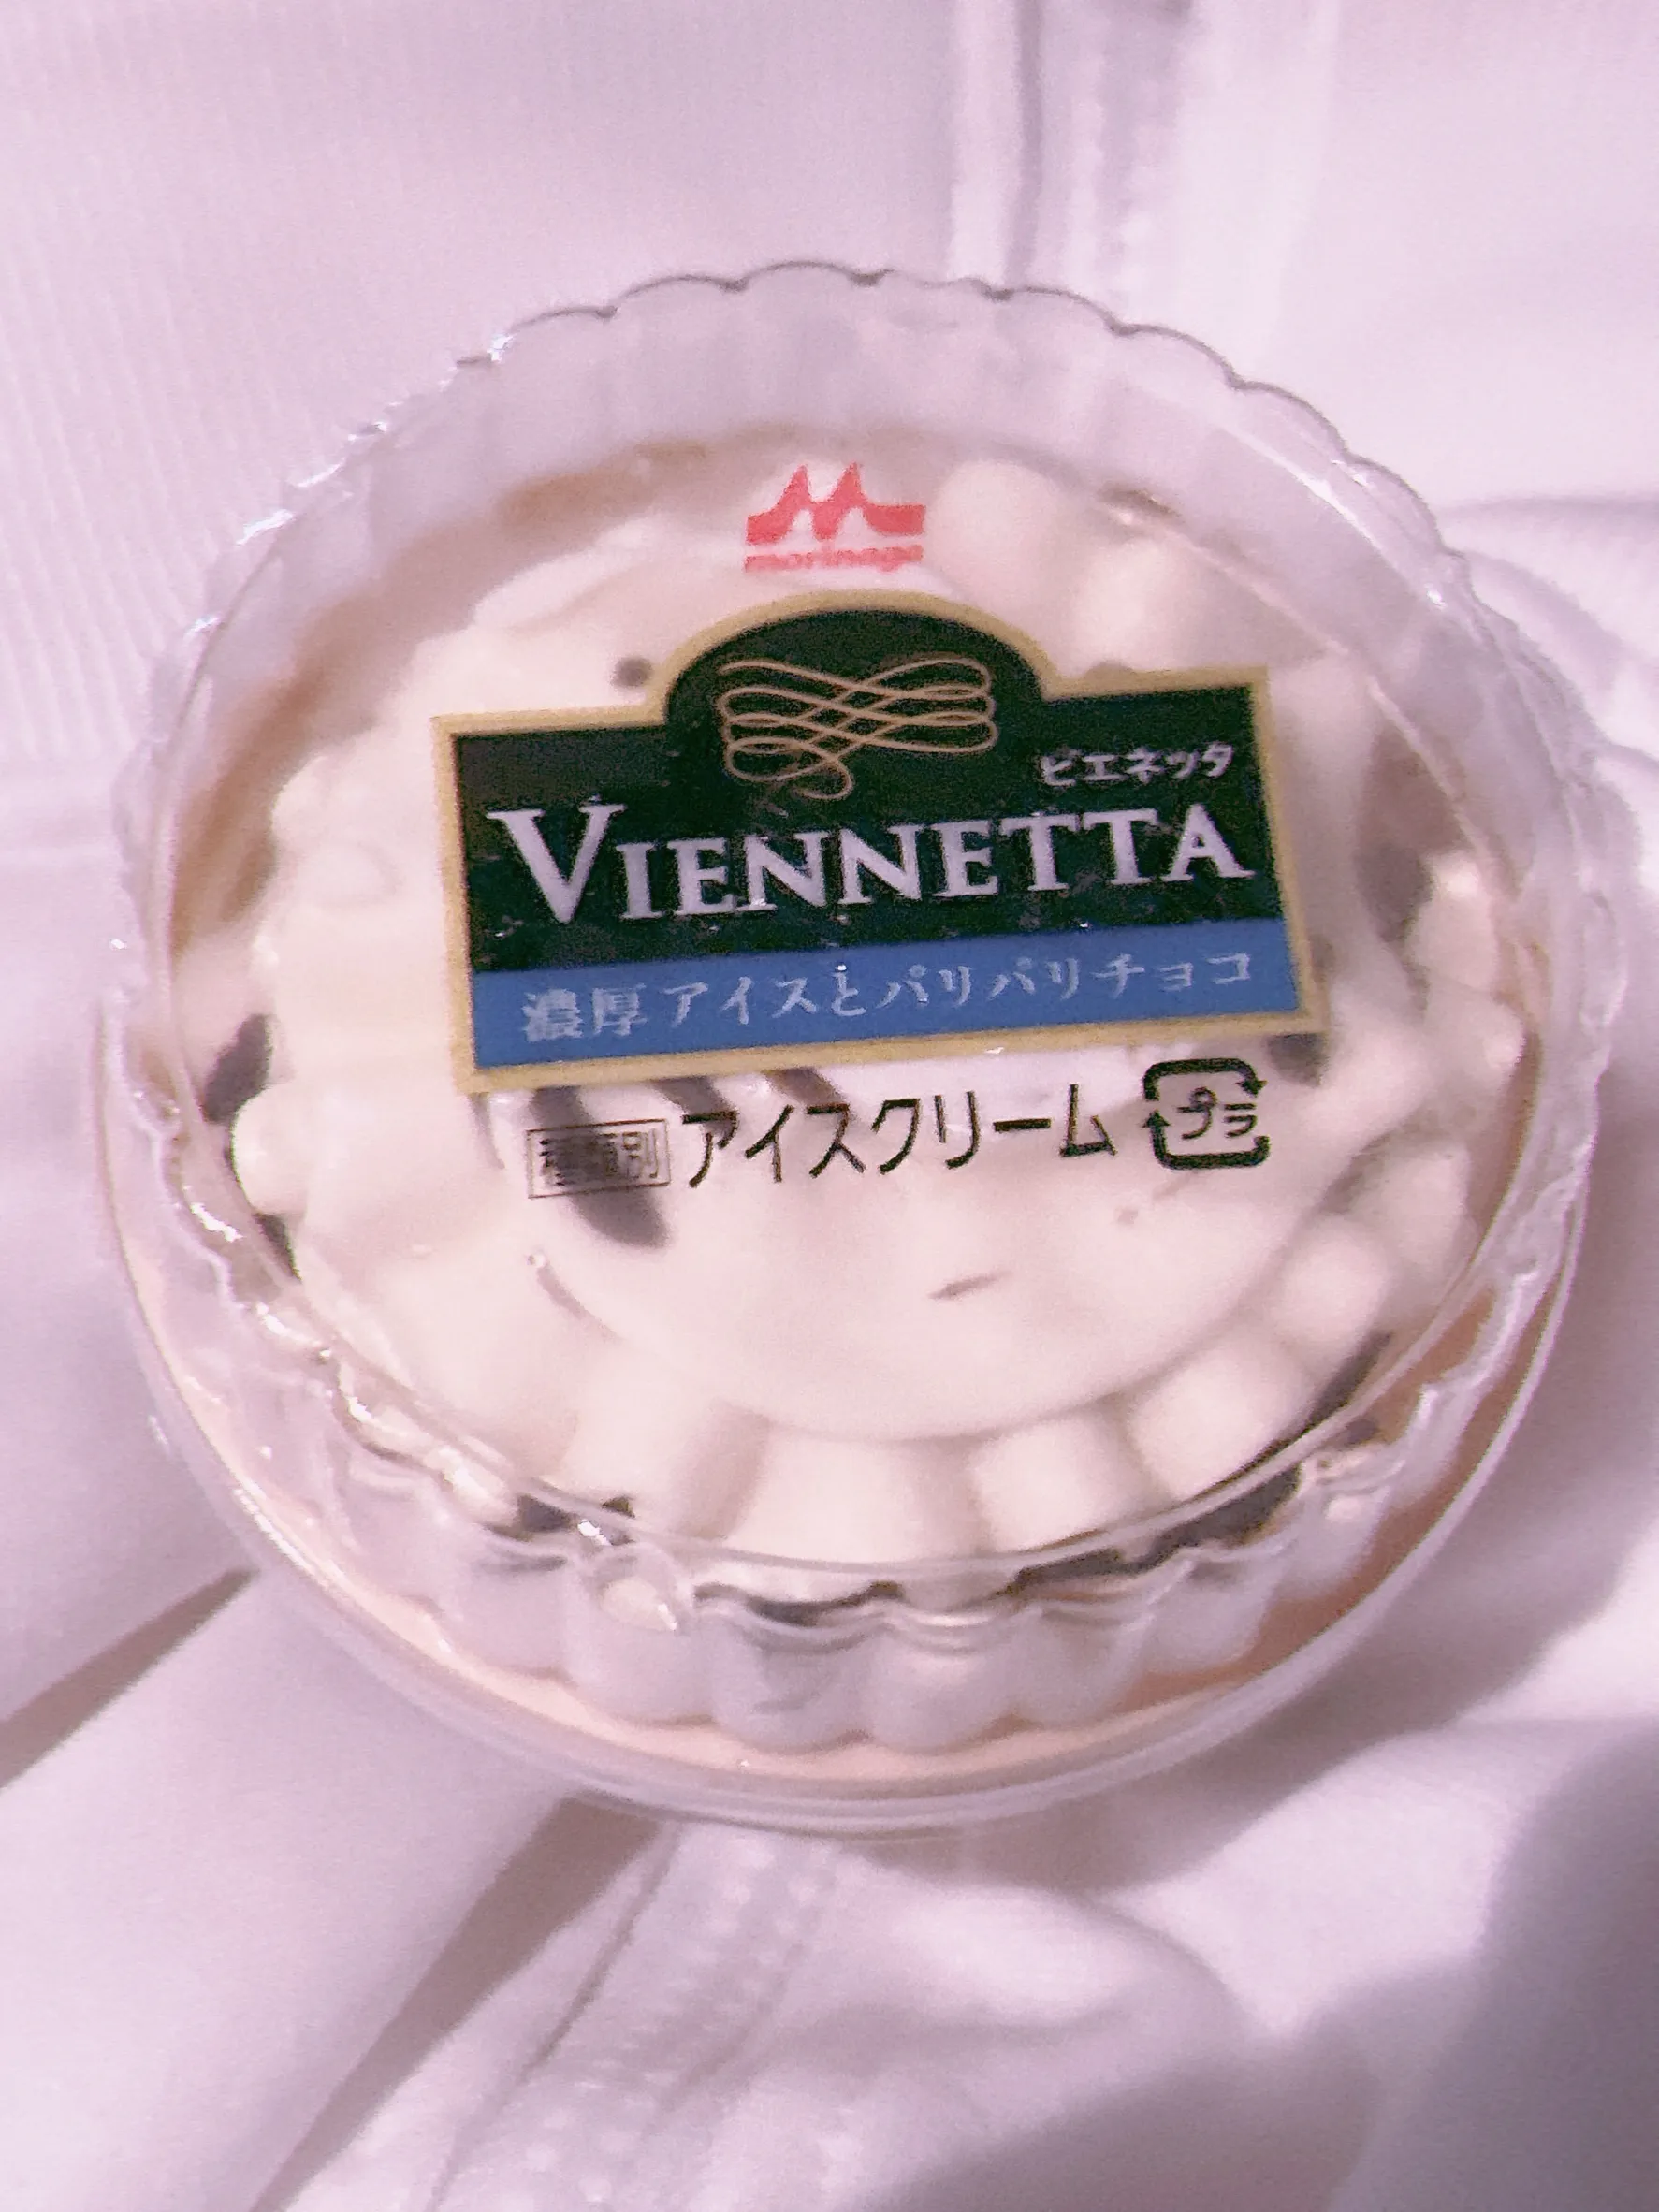 morinaga
ビエネッタ
VIENNETTA
濃厚アイスとパリパリチョコ
種類別 アイスクリーム プラ